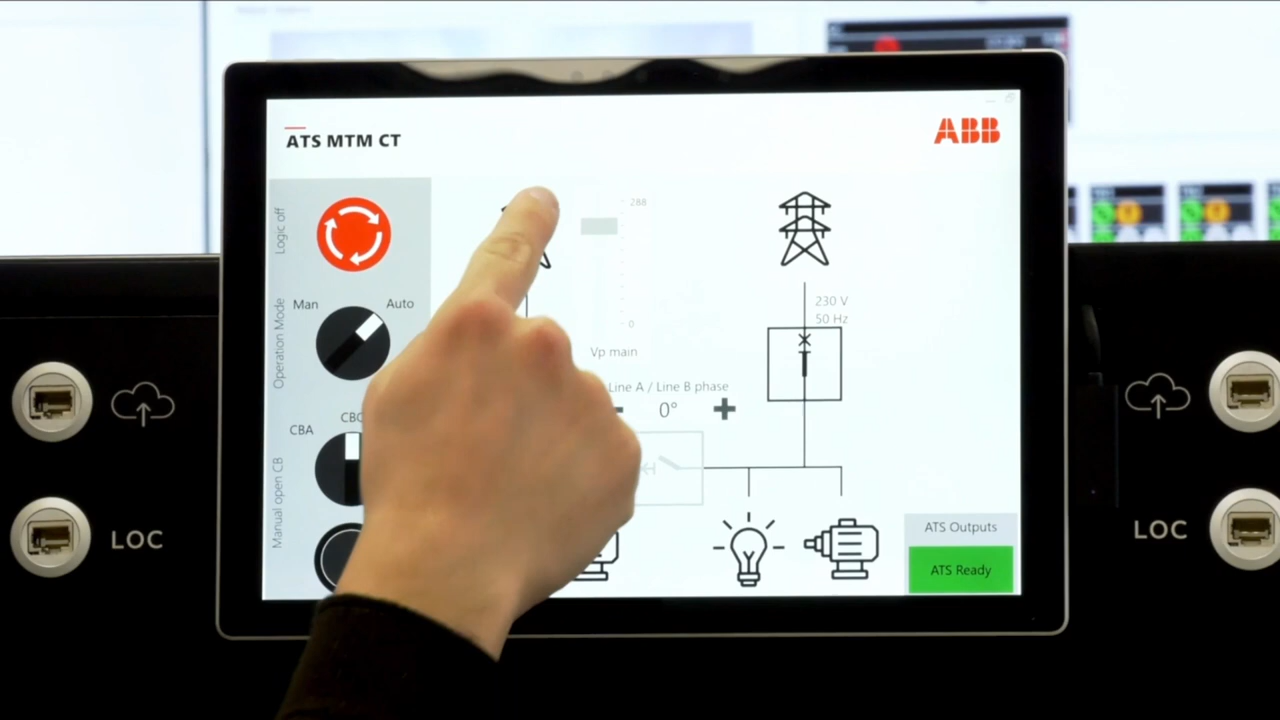 ATS MTM CT
ABB
Logic off
288
Man
Auto
Operation Mode
230 V
50 Hz
0
Vp main
Line A / Line B phase
0°
CBA
Manual open CB
ATS Outputs
ATS Ready
LOC
LOC